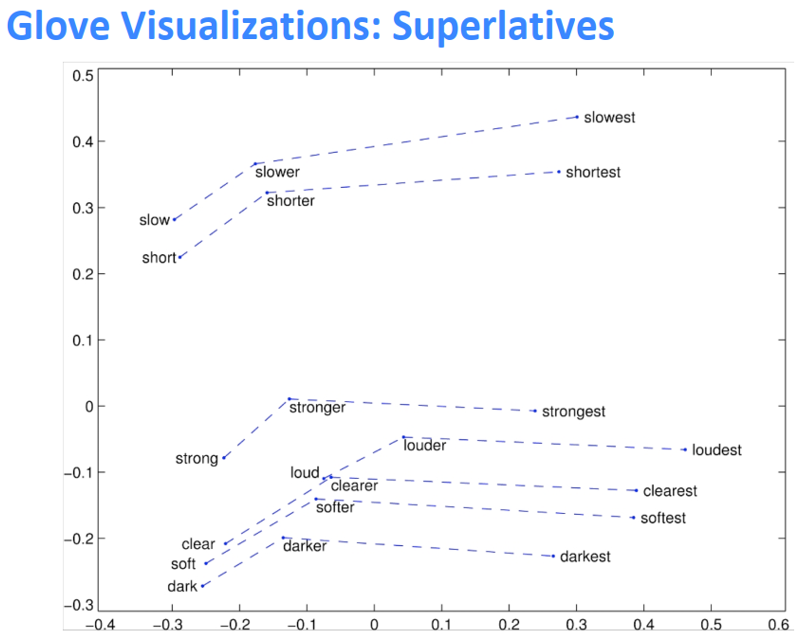 Glove Visualizations: Superlatives
0.5
0.4
0.3
0.2
0.1
0
−0.1
−0.2
−0.3
slowest
slower
shortest
shorter
slow
short
stronger
strongest
strong
louder
loudest
loud
clearer
clearest
softer
softest
clear
darker
darkest
soft
dark
−0.4 −0.3 −0.2 −0.1 0 0.1 0.2 0.3 0.4 0.5 0.6